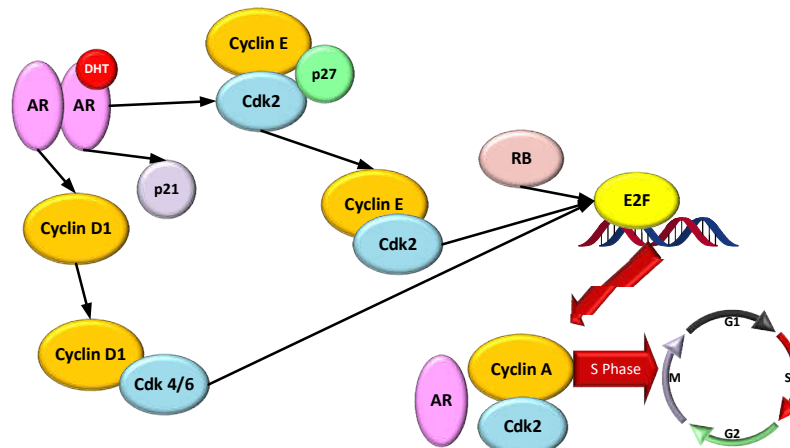 Cyclin E
DHT
p27
AR
AR
Cdk2
RB
p21
E2F
Cyclin E
Cyclin D1
Cdk2
G1
Cyclin D1
Cyclin A
S Phase
M
S
Cdk 4/6
AR
Cdk2
G2